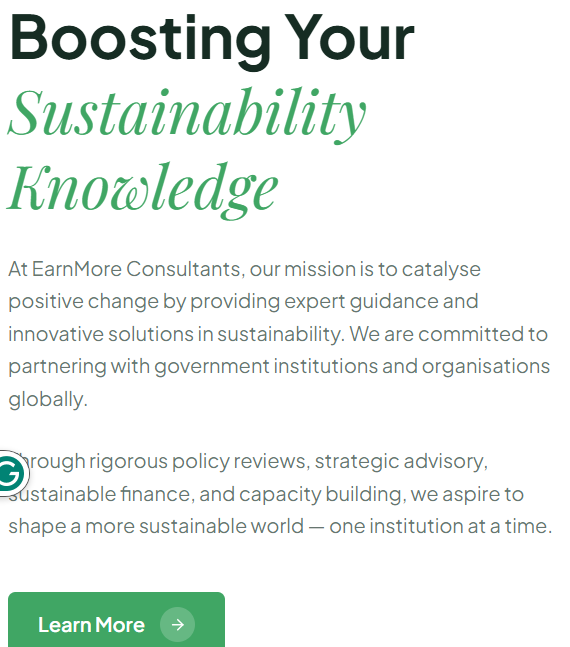 Boosting Your
Sustainability
Knowledge
At EarnMore Consultants, our mission is to catalyse
positive change by providing expert guidance and
innovative solutions in sustainability. We are committed to
partnering with government institutions and organisations
globally.
Through rigorous policy reviews, strategic advisory,
sustainable finance, and capacity building, we aspire to
shape a more sustainable world — one institution at a time.
Learn More